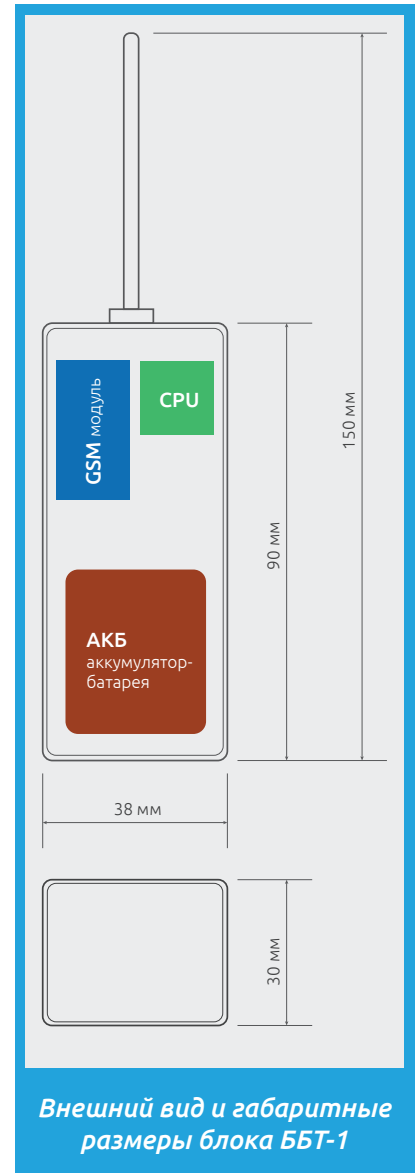 150 мм
90 мм
GSM модуль
CPU
АКБ
аккумулятор-
батарея
38 мм
30 мм
Внешний вид и габаритные
размеры блока ББТ-1